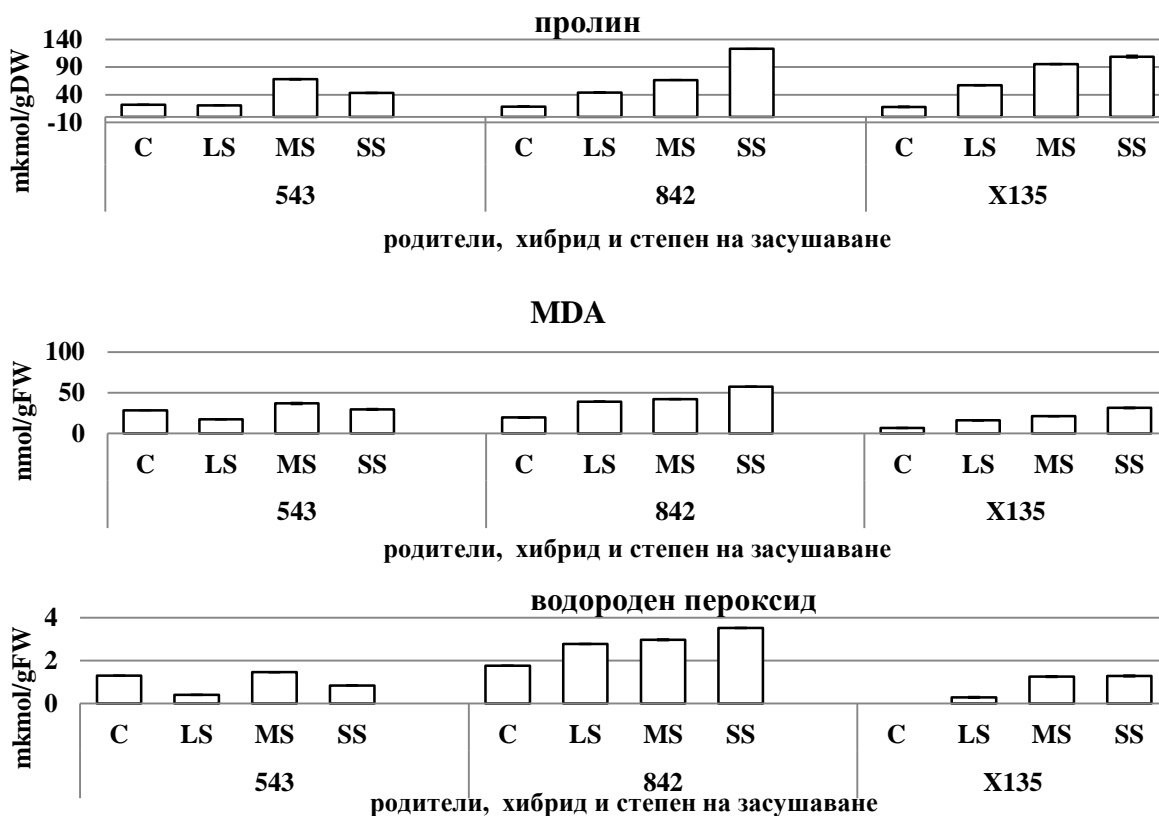 пролин
mkmol/gDW
140
90
40
-10
C LS MS SS C LS MS SS C LS MS SS
543 842 X135
родители, хибрид и степен на засушаване
MDA
nmol/gFW
100
50
0
C LS MS SS C LS MS SS C LS MS SS
543 842 X135
родители, хибрид и степен на засушаване
водороден пероксид
mkmol/gFW
4
2
0
C LS MS SS C LS MS SS C LS MS SS
543 842 X135
родители, хибрид и степен на засушаване